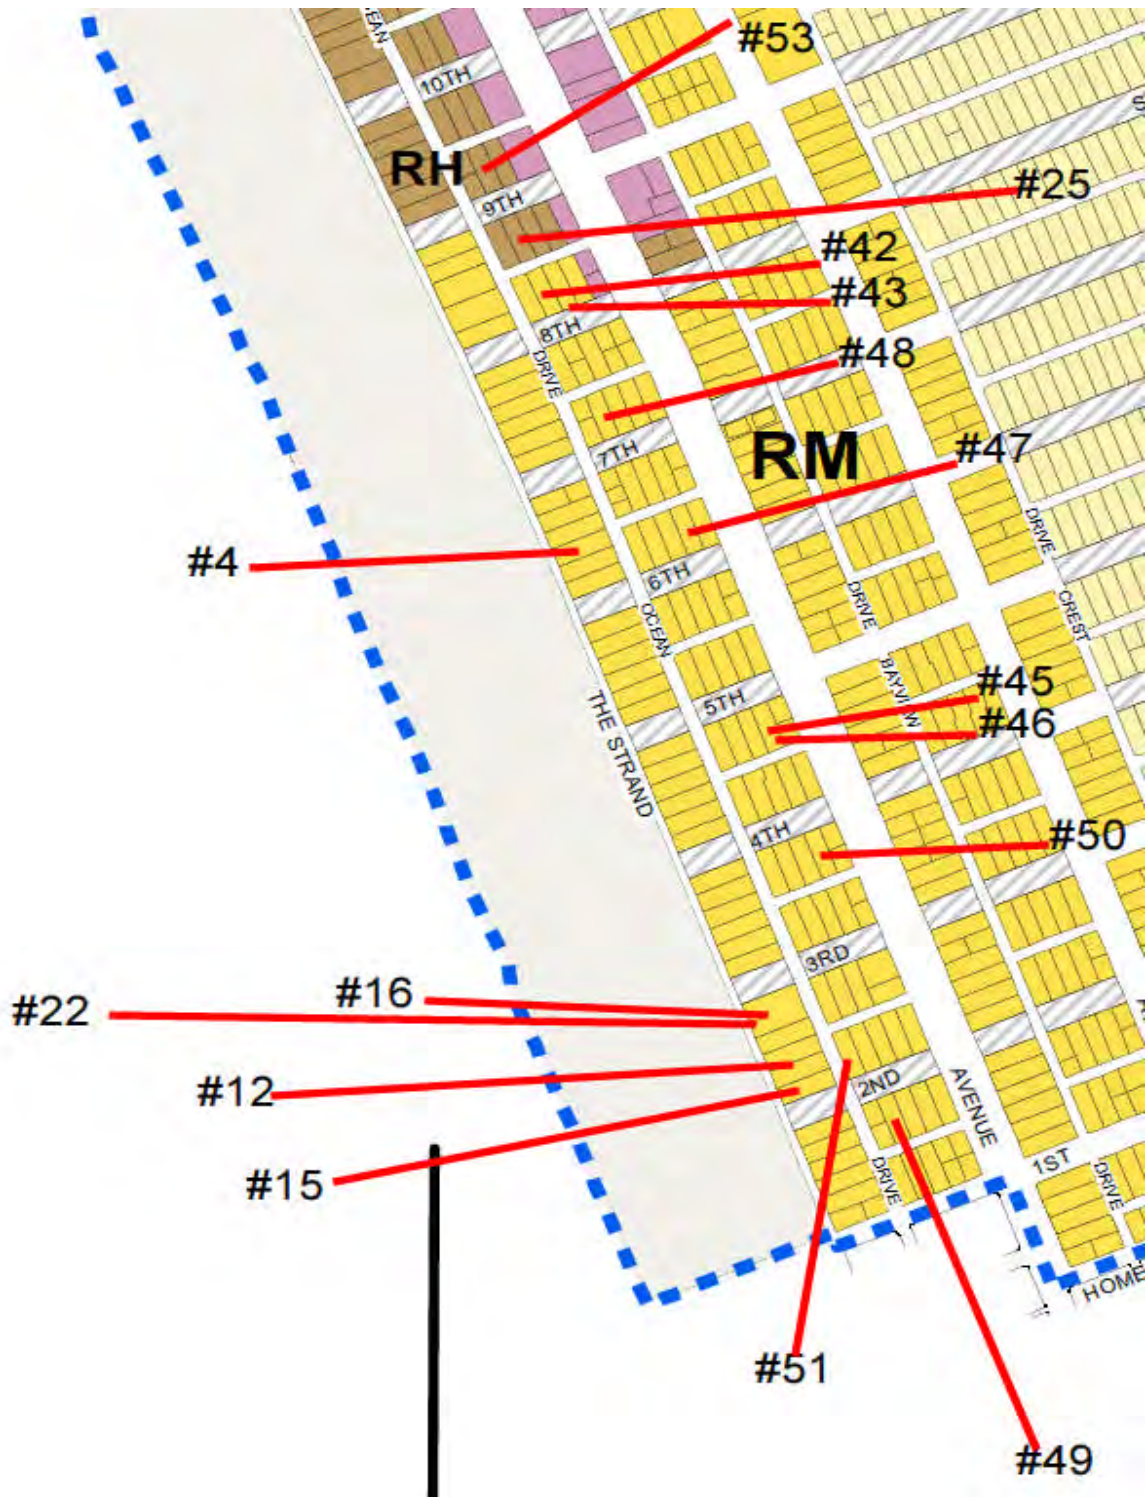 EAN
#53
10TH
RH
#25
9TH
#42
#43
8TH
DRIVE
#48
RM
#47
7TH
DRIVE
#4
6TH
DRIVE
CREST
OCEAN
BAYVIEW
#45
5TH
THE STRAND
#46
4TH
#50
3RD
#16
#22
2ND
AVENUE
#12
1ST
#15
DRIVE
DRIVE
HOME
#51
#49